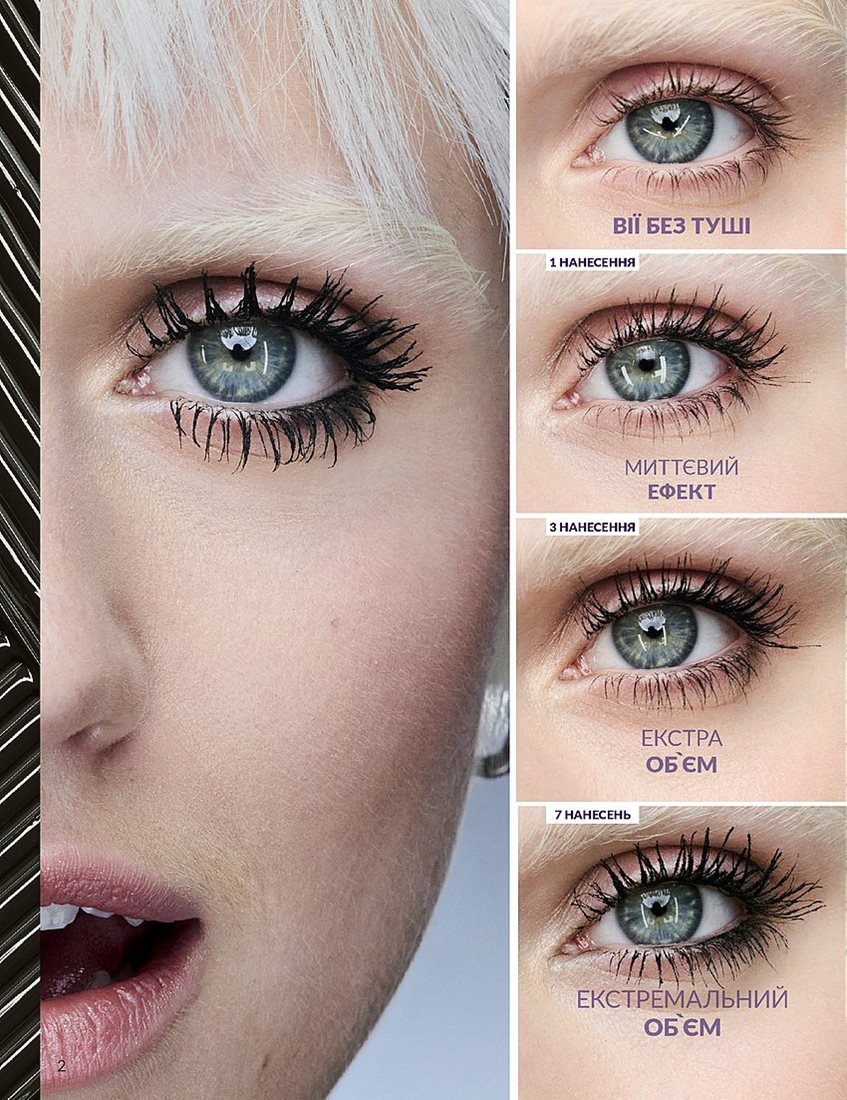 ВІЇ БЕЗ ТУШІ
1 НАНЕСЕННЯ
МИТТЄВИЙ
ЕФЕКТ
3 НАНЕСЕННЯ
ЕКСТРА
ОБ`ЄМ
7 НАНЕСЕНЬ
ЕКСТРЕМАЛЬНИЙ
ОБ`ЄМ
2